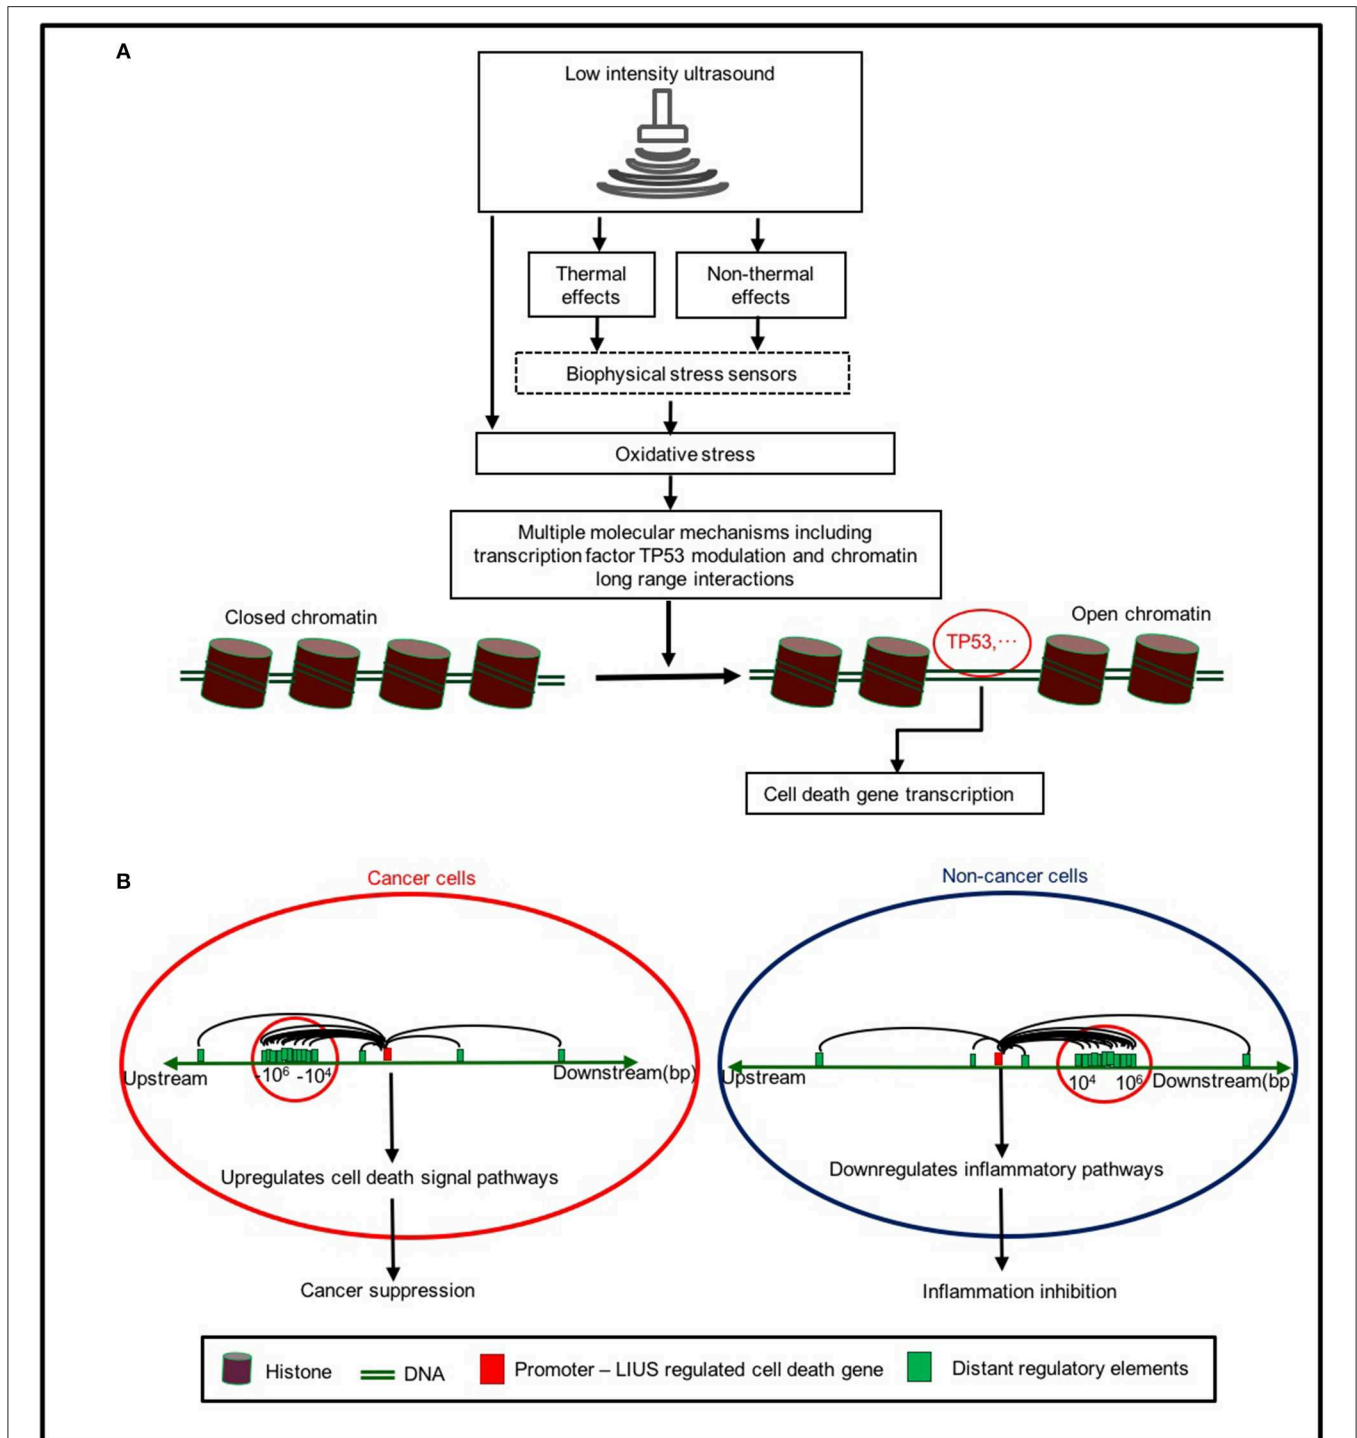 A
Low intensity ultrasound
Thermal
effects
Non-thermal
effects
Biophysical stress sensors
Oxidative stress
Multiple molecular mechanisms including
transcription factor TP53 modulation and chromatin
long range interactions
Closed chromatin
Open chromatin
TP53,···
Cell death gene transcription
B
Cancer cells
Upstream
-10⁶
-10⁴
Downstream(bp)
Upregulates cell death signal pathways
Cancer suppression
Non-cancer cells
Upstream
10⁴
10⁶
Downstream(bp)
Downregulates inflammatory pathways
Inflammation inhibition
Histone
DNA
Promoter – LIUS regulated cell death gene
Distant regulatory elements